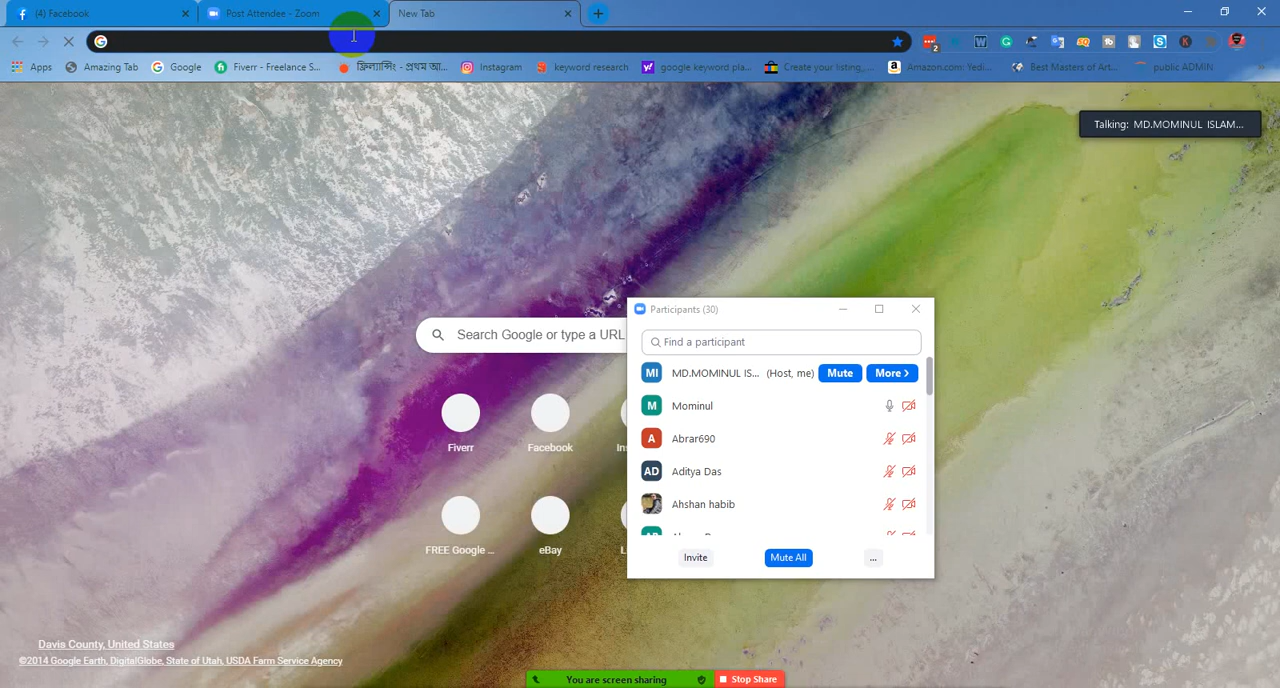 (4) Facebook
Post Attendee - Zoom
New Tab
Apps
Amazing Tab
Google
Fiverr - Freelance S...
ফ্রিল্যান্সিং - প্রথম আ...
Instagram
keyword research
google keyword pla...
Create your listing,...
Amazon.com: Yedi...
Best Masters of Art...
public ADMIN
2
Talking: MD.MOMINUL ISLAM...
Search Google or type a URL
Fiverr
Facebook
FREE Google ...
eBay
Participants (30)
Find a participant
MI MD.MOMINUL IS... (Host, me) Mute More
M Mominul
A Abrar690
AD Aditya Das
Ahshan habib
Invite
Mute All
...
Davis County, United States
©2014 Google Earth, DigitalGlobe, State of Utah, USDA Farm Service Agency
You are screen sharing
Stop Share